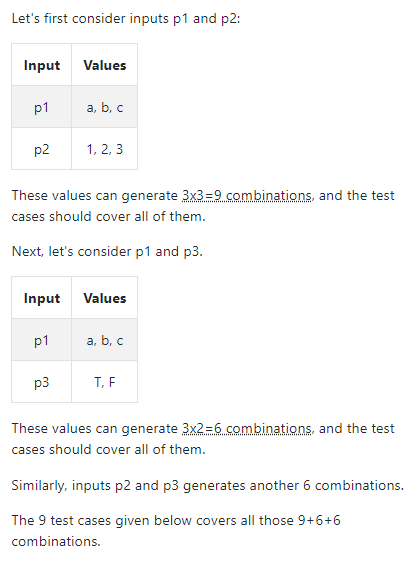 Let's first consider inputs p1 and p2:
Input Values
p1 a, b, c
p2 1, 2, 3
These values can generate 3x3=9 combinations, and the test
cases should cover all of them.
Next, let's consider p1 and p3.
Input Values
p1 a, b, c
p3 T, F
These values can generate 3x2=6 combinations, and the test
cases should cover all of them.
Similarly, inputs p2 and p3 generates another 6 combinations.
The 9 test cases given below covers all those 9+6+6
combinations.